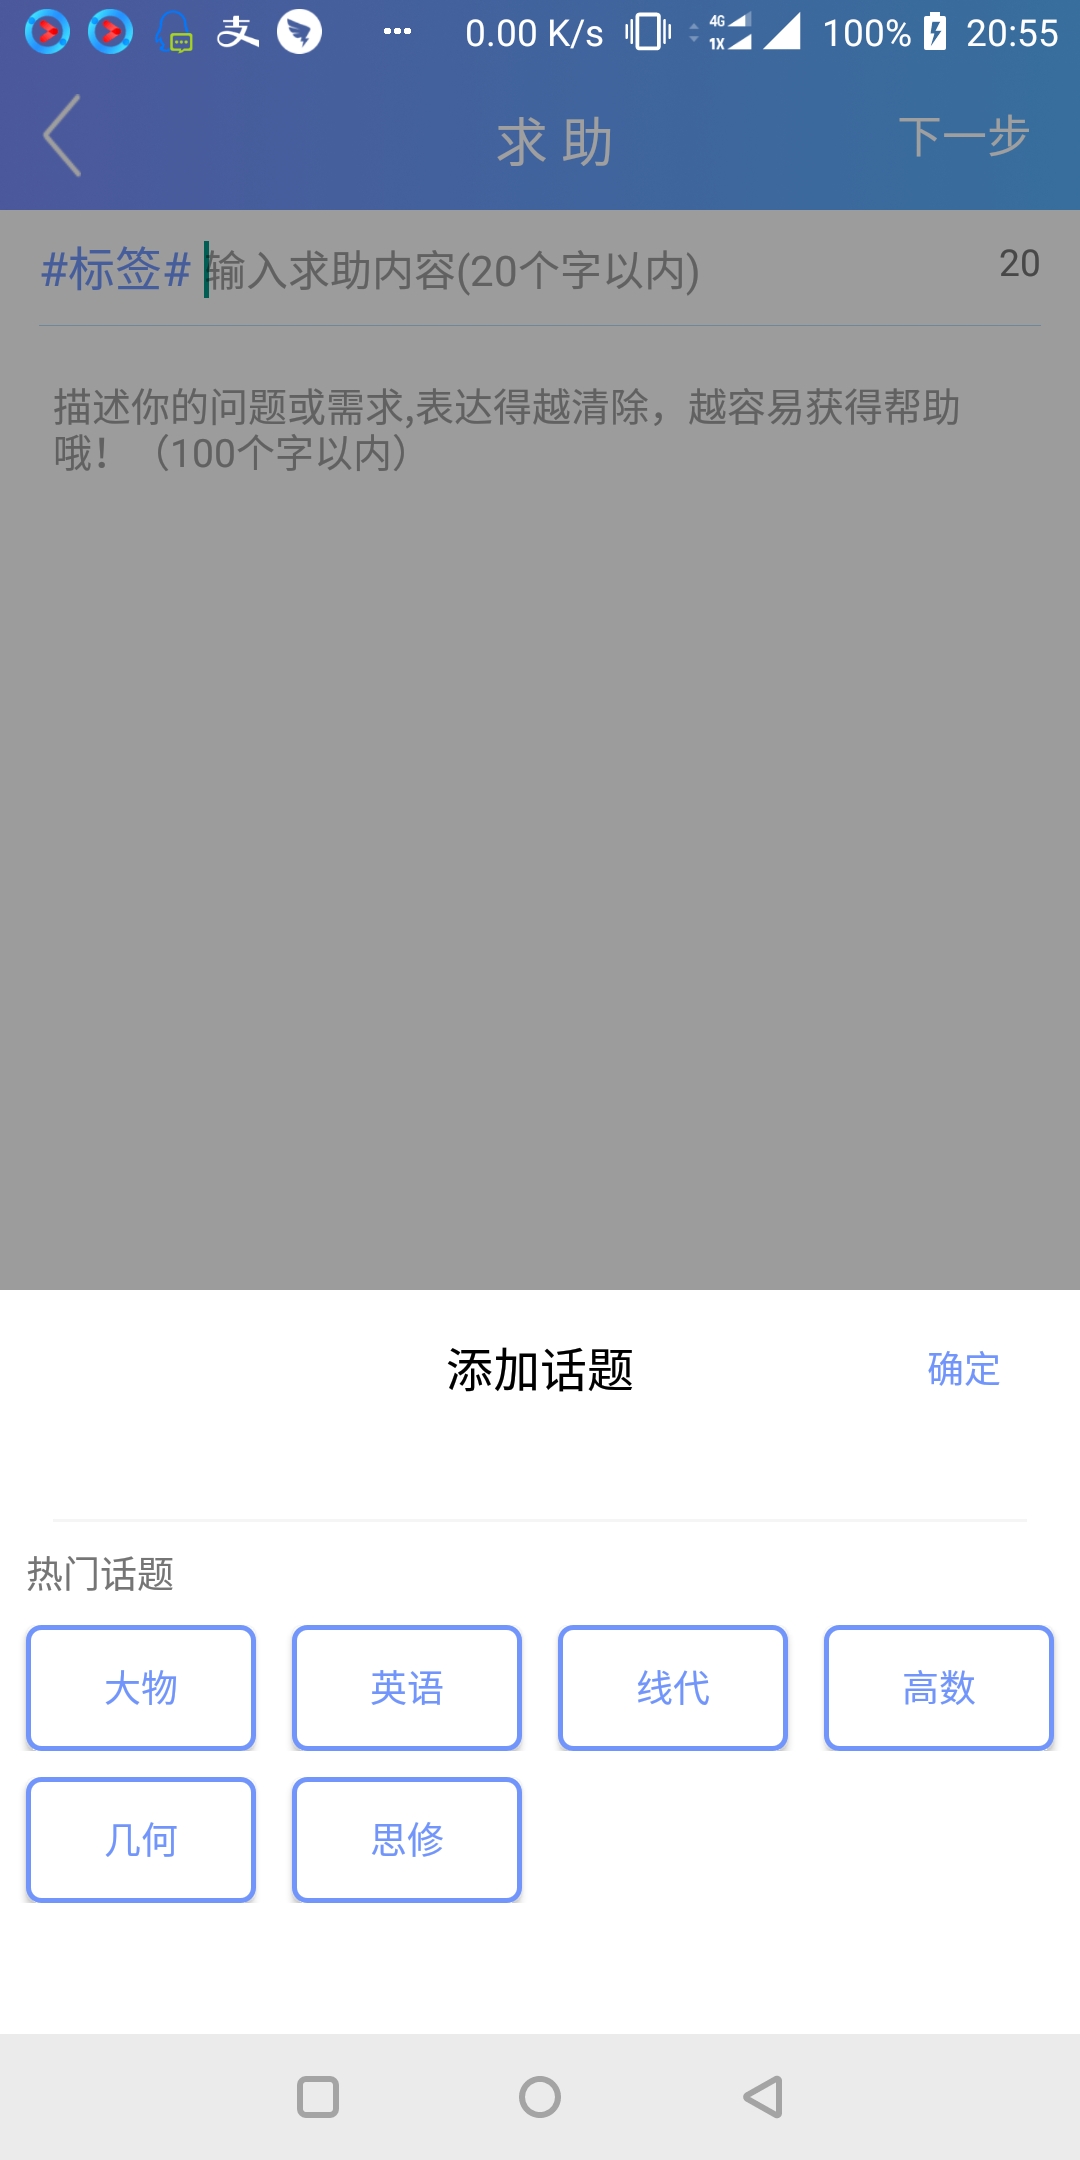 0.00 K/s 4G 1X 100% 20:55
求助 下一步
#标签# 输入求助内容(20个字以内) 20
描述你的问题或需求,表达得越清除，越容易获得帮助
哦！（100个字以内）
添加话题 确定
热门话题
大物 英语 线代 高数
几何 思修